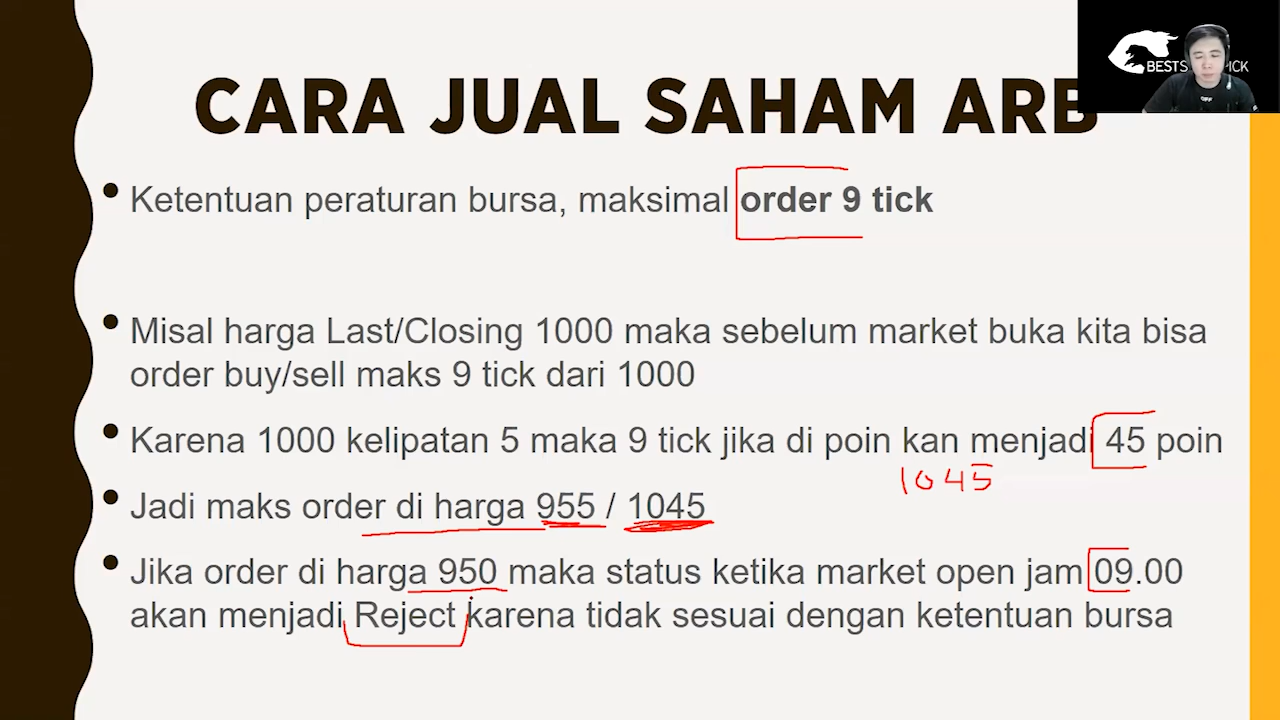 BESTS PICK
CARA JUAL SAHAM ARB
• Ketentuan peraturan bursa, maksimal order 9 tick
• Misal harga Last/Closing 1000 maka sebelum market buka kita bisa
order buy/sell maks 9 tick dari 1000
• Karena 1000 kelipatan 5 maka 9 tick jika di poin kan menjadi 45 poin
1045
• Jadi maks order di harga 955 / 1045
• Jika order di harga 950 maka status ketika market open jam 09.00
akan menjadi Reject karena tidak sesuai dengan ketentuan bursa